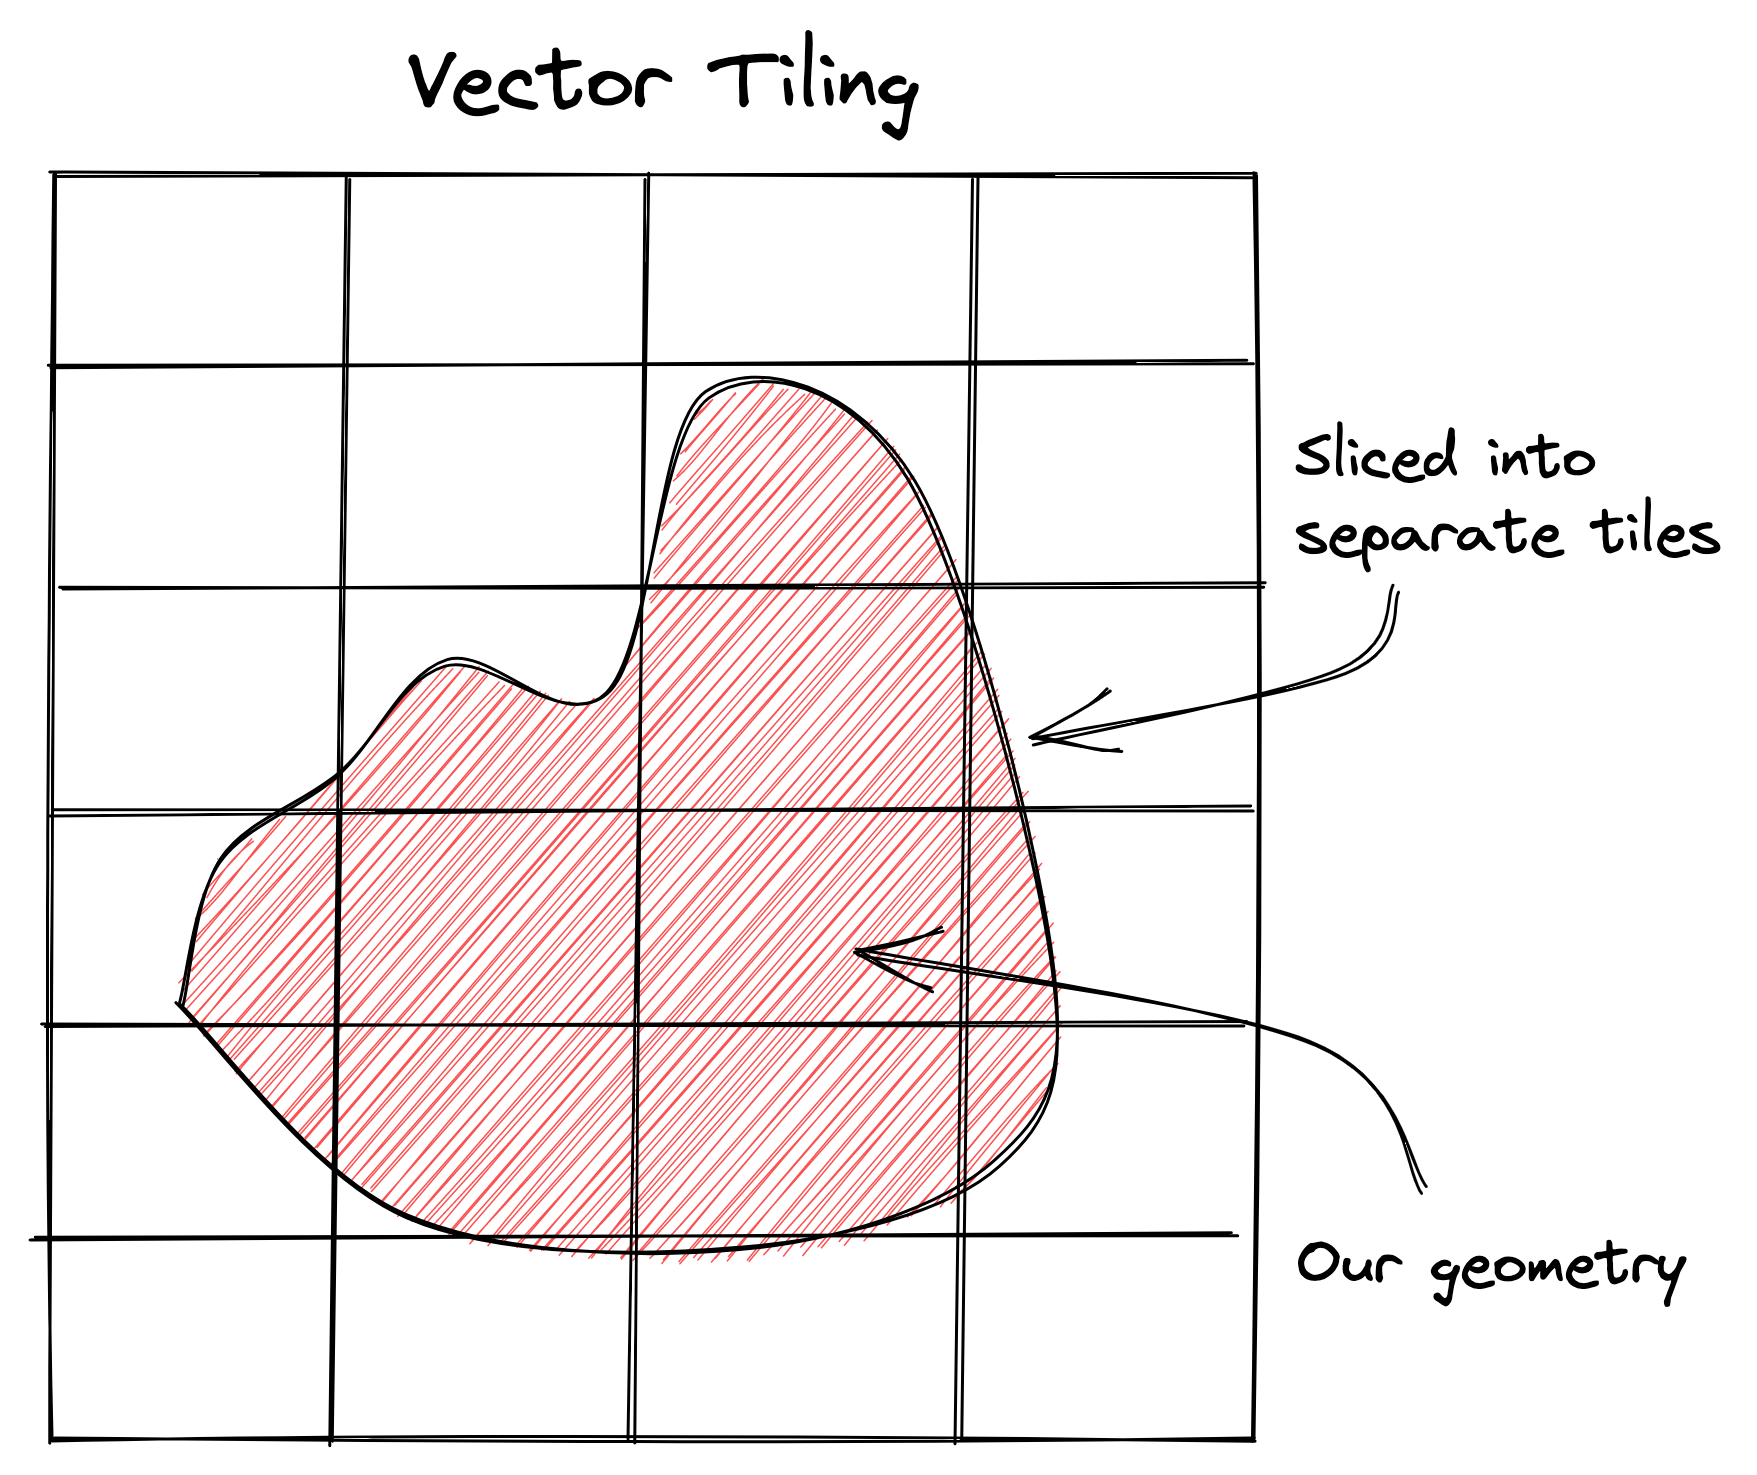 Vector Tiling
Sliced into
separate tiles
Our geometry